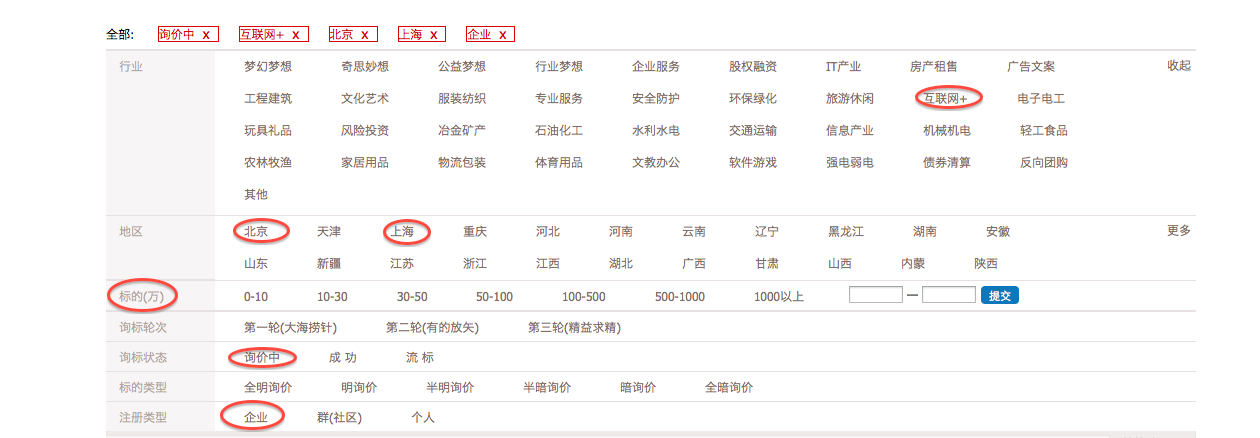 全部: 询价中 x 互联网+ x 北京 x 上海 x 企业 x
行业 梦幻梦想 奇思妙想 公益梦想 行业梦想 企业服务 股权融资 IT产业 房产租售 广告文案 收起
工程建筑 文化艺术 服装纺织 专业服务 安全防护 环保绿化 旅游休闲 互联网+ 电子电工
玩具礼品 风险投资 冶金矿产 石油化工 水利水电 交通运输 信息产业 机械机电 轻工食品
农林牧渔 家居用品 物流包装 体育用品 文教办公 软件游戏 强电弱电 债券清算 反向团购
其他
地区 北京 天津 上海 重庆 河北 河南 云南 辽宁 黑龙江 湖南 安徽 更多
山东 新疆 江苏 浙江 江西 湖北 广西 甘肃 山西 内蒙 陕西
标的(万) 0-10 10-30 30-50 50-100 100-500 500-1000 1000以上 — 提交
询标轮次 第一轮(大海捞针) 第二轮(有的放矢) 第三轮(精益求精)
询标状态 询价中 成 功 流 标
标的类型 全明询价 明询价 半明询价 半暗询价 暗询价 全暗询价
注册类型 企业 群(社区) 个人